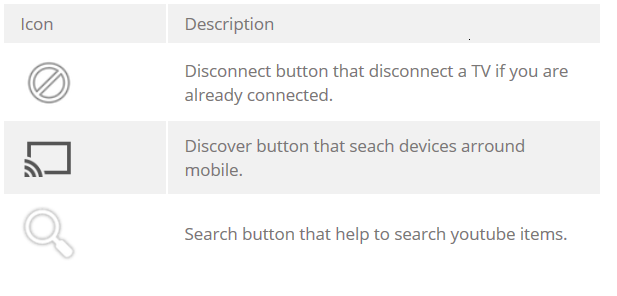 Icon Description
Disconnect button that disconnect a TV if you are
already connected.
Discover button that seach devices arround
mobile.
Search button that help to search youtube items.